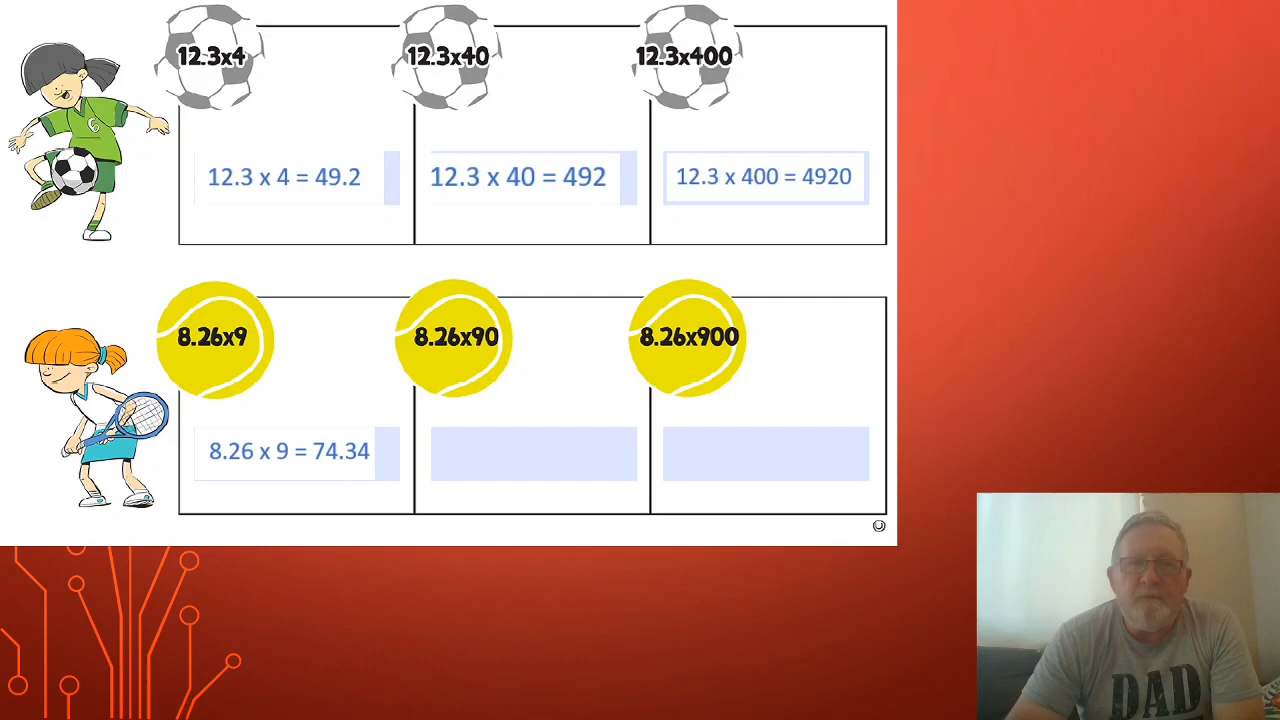 12.3x4
12.3x40
12.3x400
12.3 x 4 = 49.2
12.3 x 40 = 492
12.3 x 400 = 4920
8.26x9
8.26x90
8.26x900
8.26 x 9 = 74.34
DAD